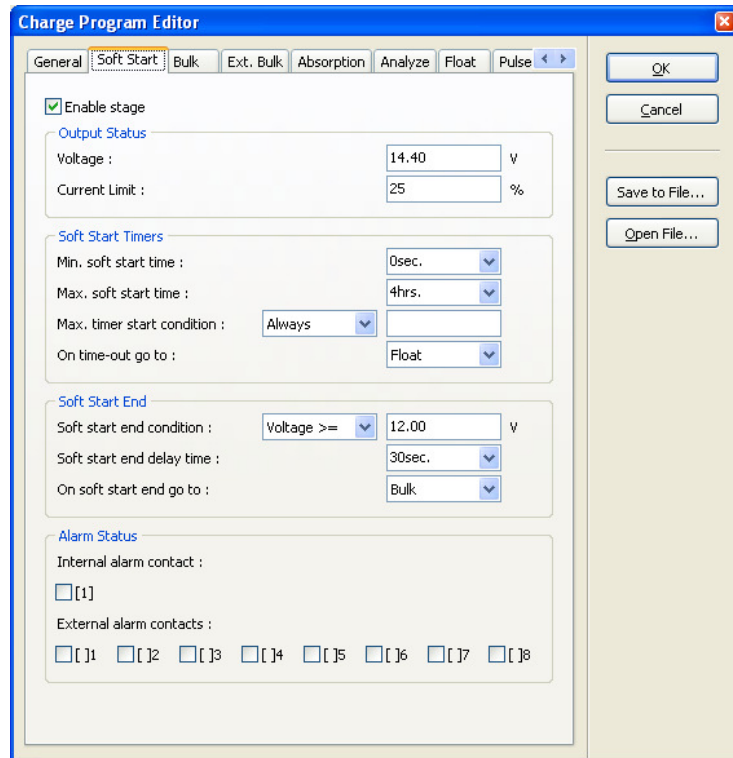 Charge Program Editor
General Soft Start Bulk Ext. Bulk Absorption Analyze Float Pulse
OK
Cancel
Save to File...
Open File...
Enable stage
Output Status
Voltage : 14.40 V
Current Limit : 25 %
Soft Start Timers
Min. soft start time : 0sec.
Max. soft start time : 4hrs.
Max. timer start condition : Always
On time-out go to : Float
Soft Start End
Soft start end condition : Voltage >= 12.00 V
Soft start end delay time : 30sec.
On soft start end go to : Bulk
Alarm Status
Internal alarm contact :
[1]
External alarm contacts :
[ ]1 [ ]2 [ ]3 [ ]4 [ ]5 [ ]6 [ ]7 [ ]8